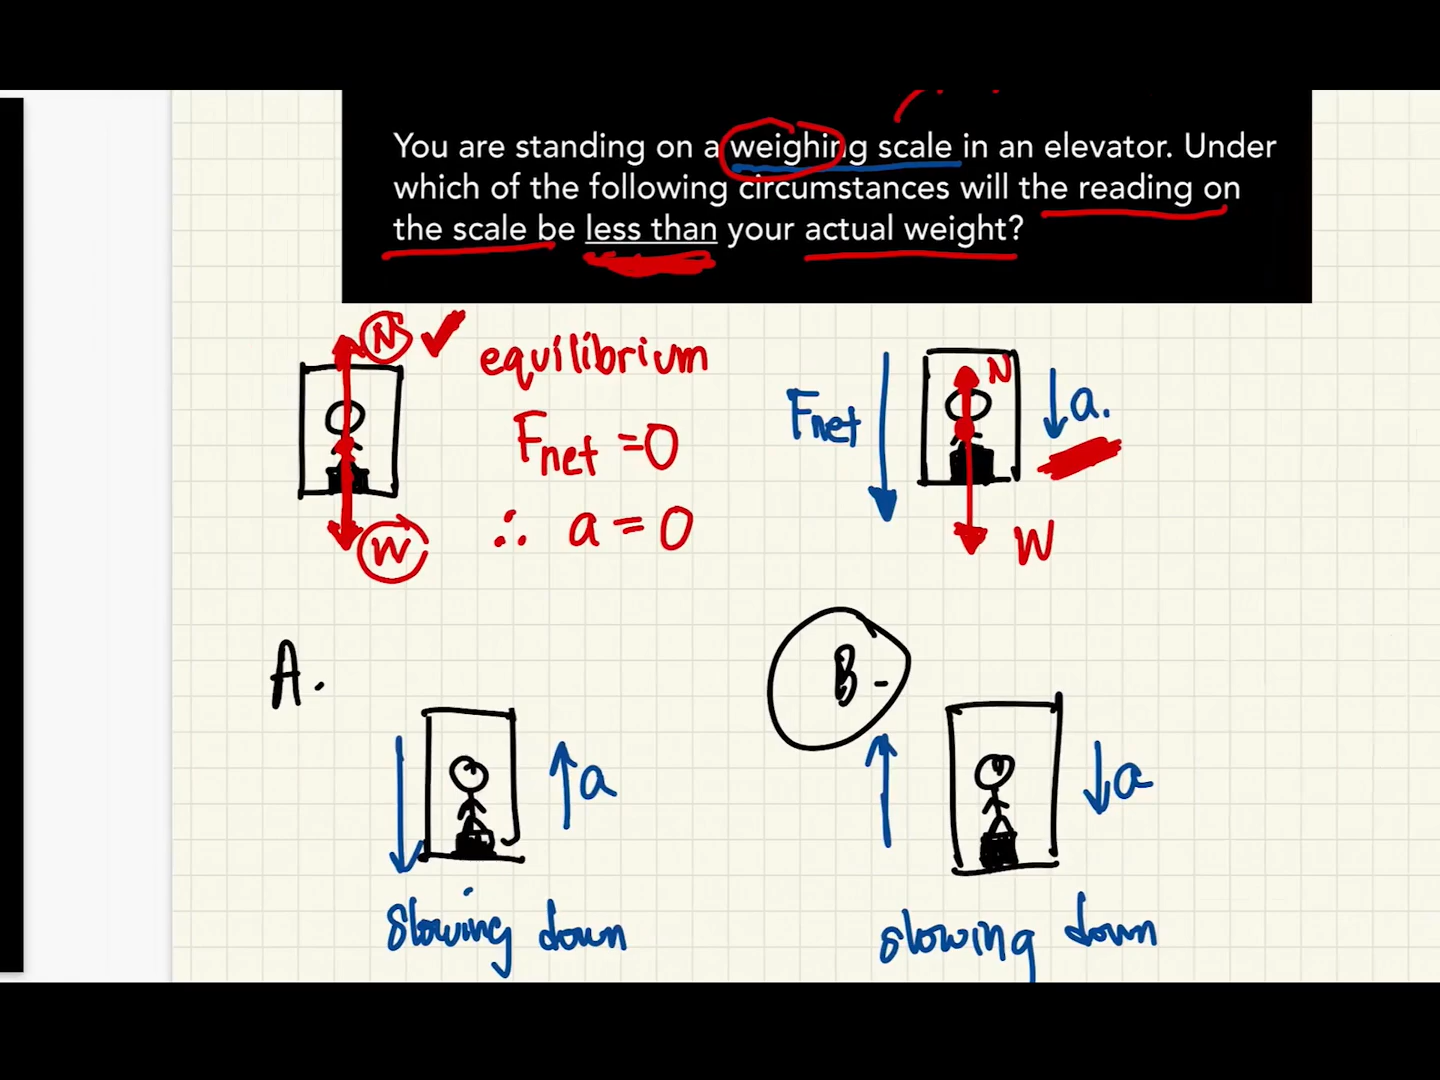 You are standing on a weighing scale in an elevator. Under
which of the following circumstances will the reading on
the scale be less than your actual weight?
N
equilibrium
Fnet = 0
∴ a = 0
W
Fnet
N
a.
W
A.
a
slowing down
B-
a
slowing down